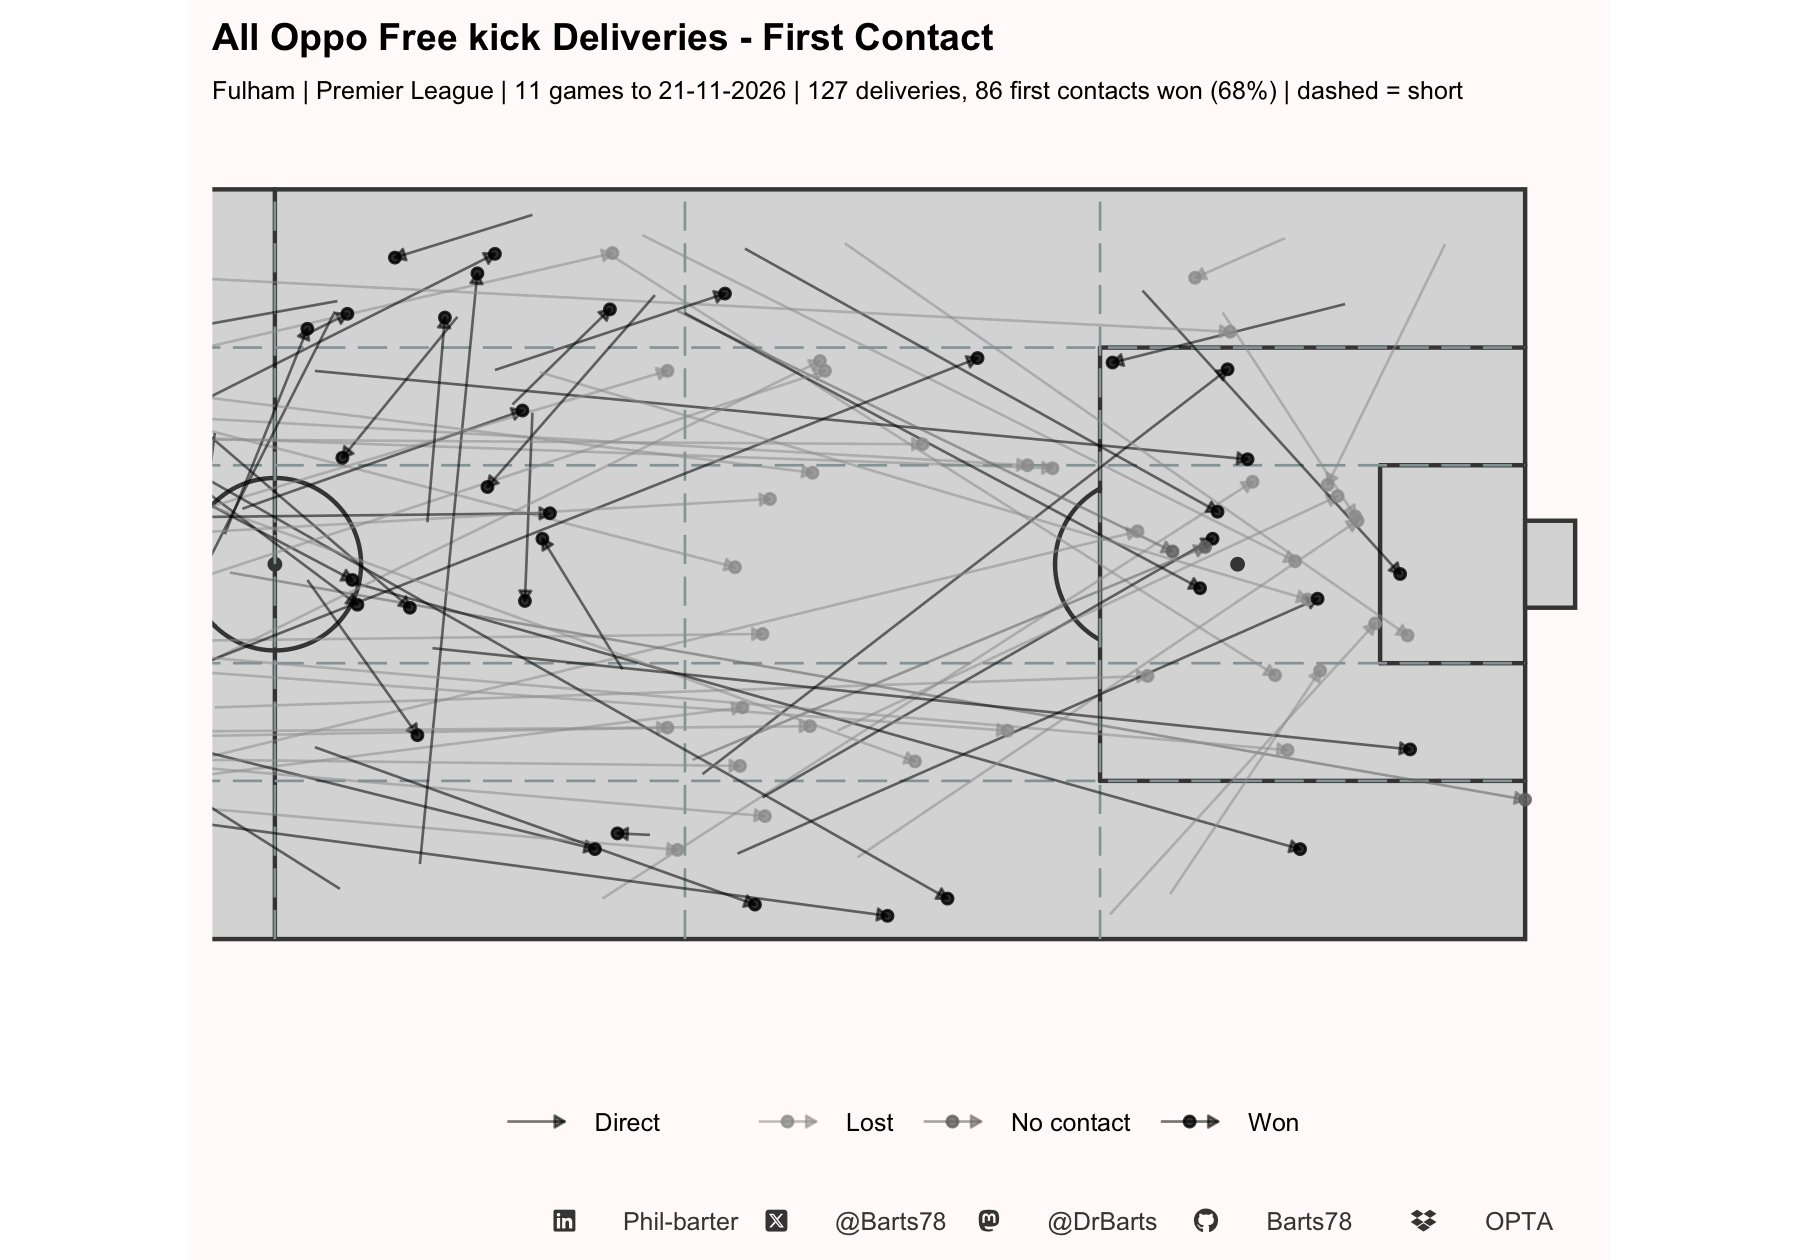 All Oppo Free kick Deliveries - First Contact
Fulham | Premier League | 11 games to 21-11-2026 | 127 deliveries, 86 first contacts won (68%) | dashed = short
Direct Lost No contact Won
Phil-barter @Barts78 @DrBarts Barts78 OPTA